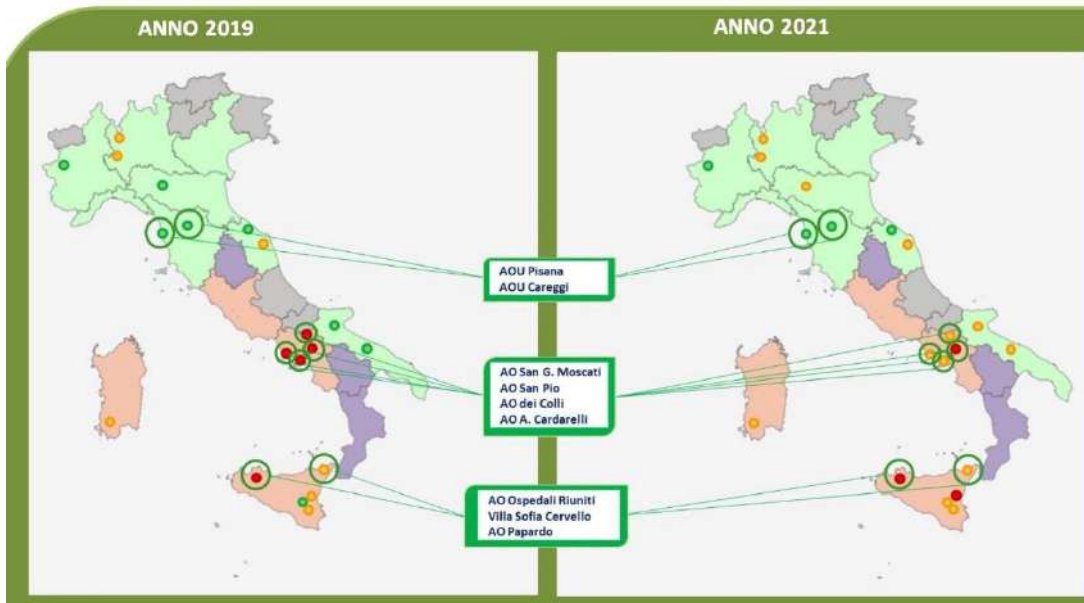 ANNO 2019
ANNO 2021
AOU Pisana
AOU Careggi
AO San G. Moscati
AO San Pio
AO dei Colli
AO A. Cardarelli
AO Ospedali Riuniti
Villa Sofia Cervello
AO Papardo